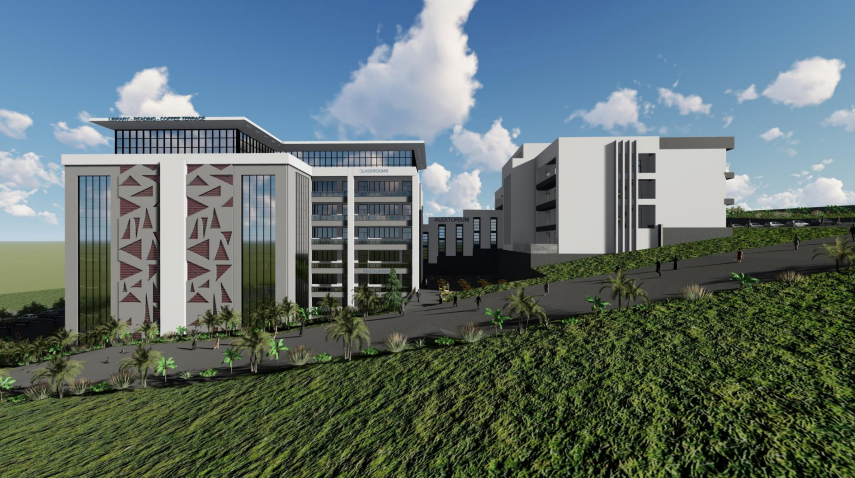 LIBRARY - READING - COFFEE TERRACE
CLASSROOMS
AUDITORIUM